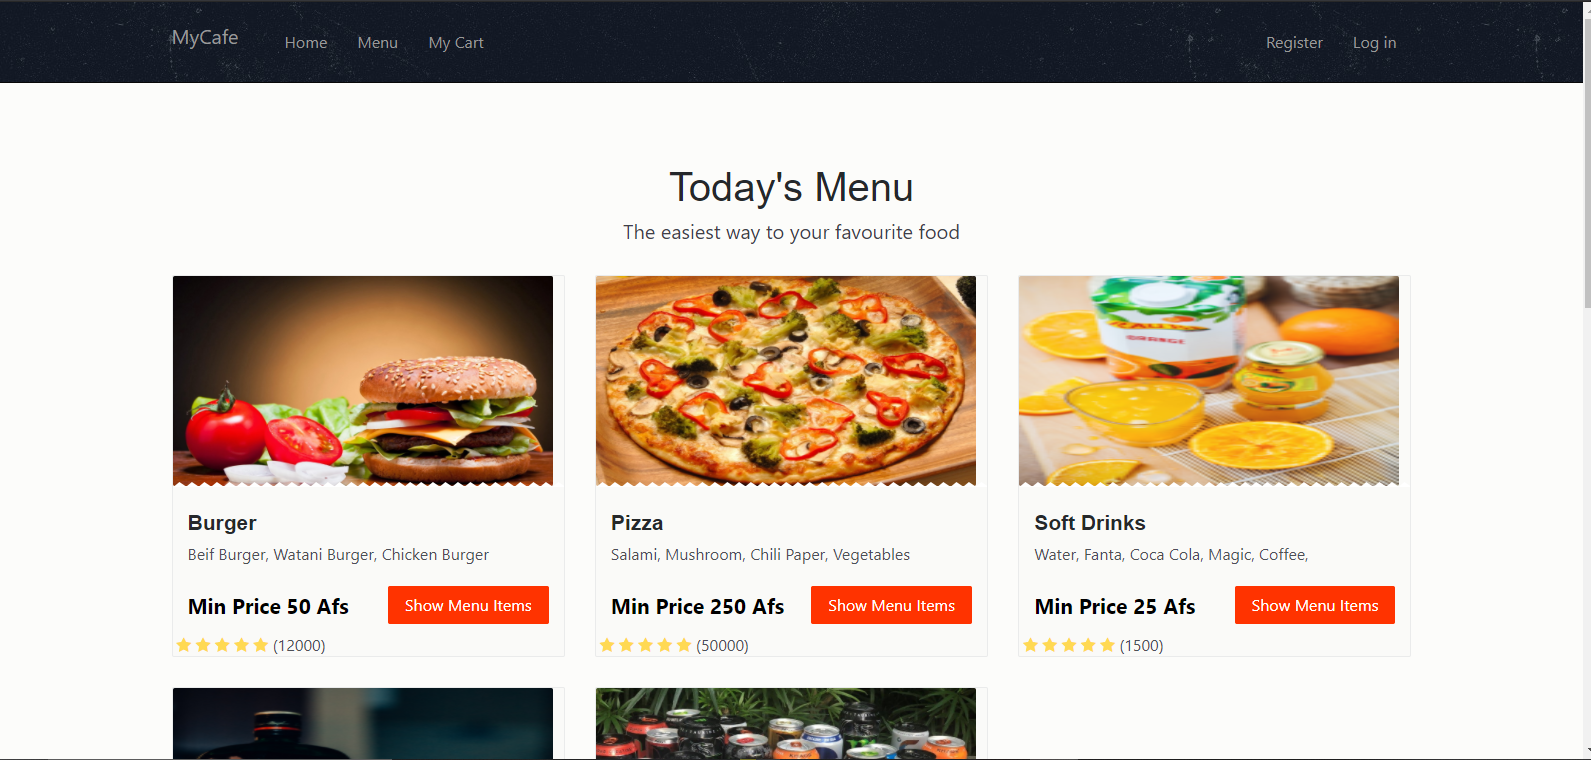 MyCafe Home Menu My Cart Register Log in
Today's Menu
The easiest way to your favourite food
ORANGE
Burger
Beif Burger, Watani Burger, Chicken Burger
Min Price 50 Afs Show Menu Items
(12000)
Pizza
Salami, Mushroom, Chili Paper, Vegetables
Min Price 250 Afs Show Menu Items
(50000)
Soft Drinks
Water, Fanta, Coca Cola, Magic, Coffee,
Min Price 25 Afs Show Menu Items
(1500)